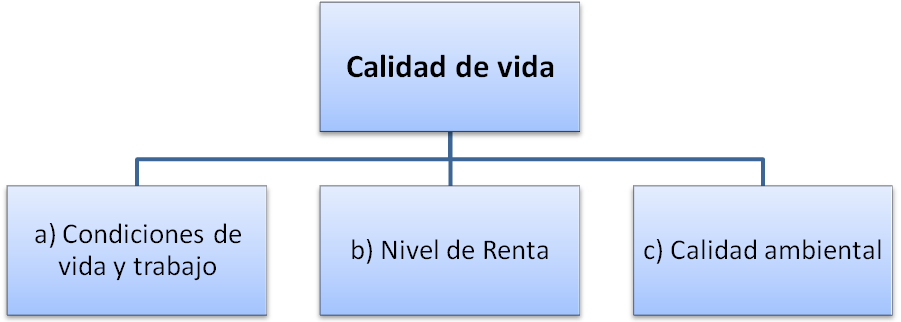 Calidad de vida
a) Condiciones de
vida y trabajo
b) Nivel de Renta
c) Calidad ambiental